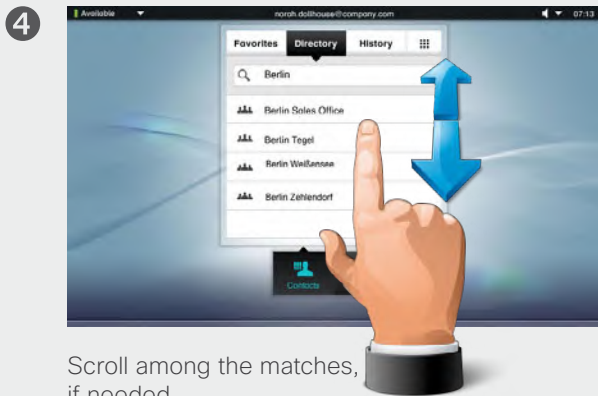 4
Available norah.dollhouse@company.com 07:13
Favorites Directory History
Berlin
Berlin Sales Office
Berlin Tegel
Berlin Weißensee
Berlin Zehlendorf
Contacts
Scroll among the matches,
if needed